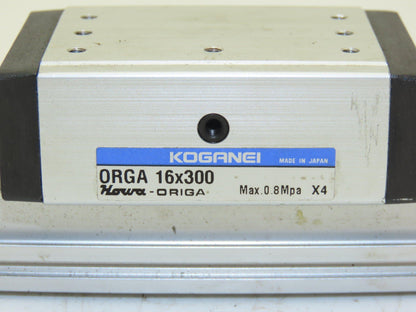 KOGANEI MADE IN JAPAN
ORGA 16x300
Howa-ORIGA Max.0.8Mpa X4